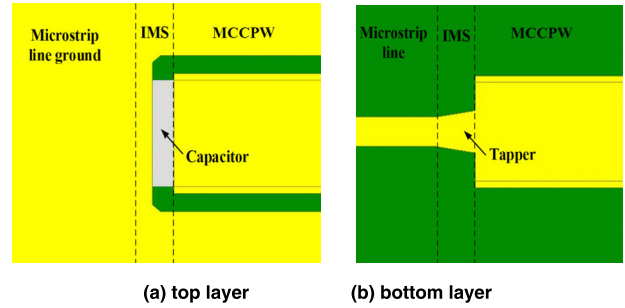 Microstrip
line ground
IMS
MCCPW
Capacitor
(a) top layer
Microstrip
line
IMS
MCCPW
Tapper
(b) bottom layer